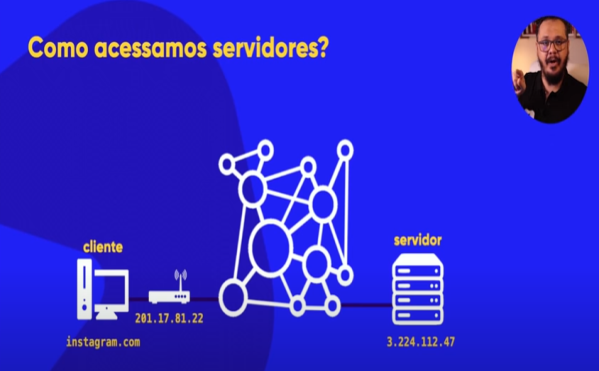 Como acessamos servidores?
cliente
servidor
201.17.81.22
instagram.com
3.224.112.47